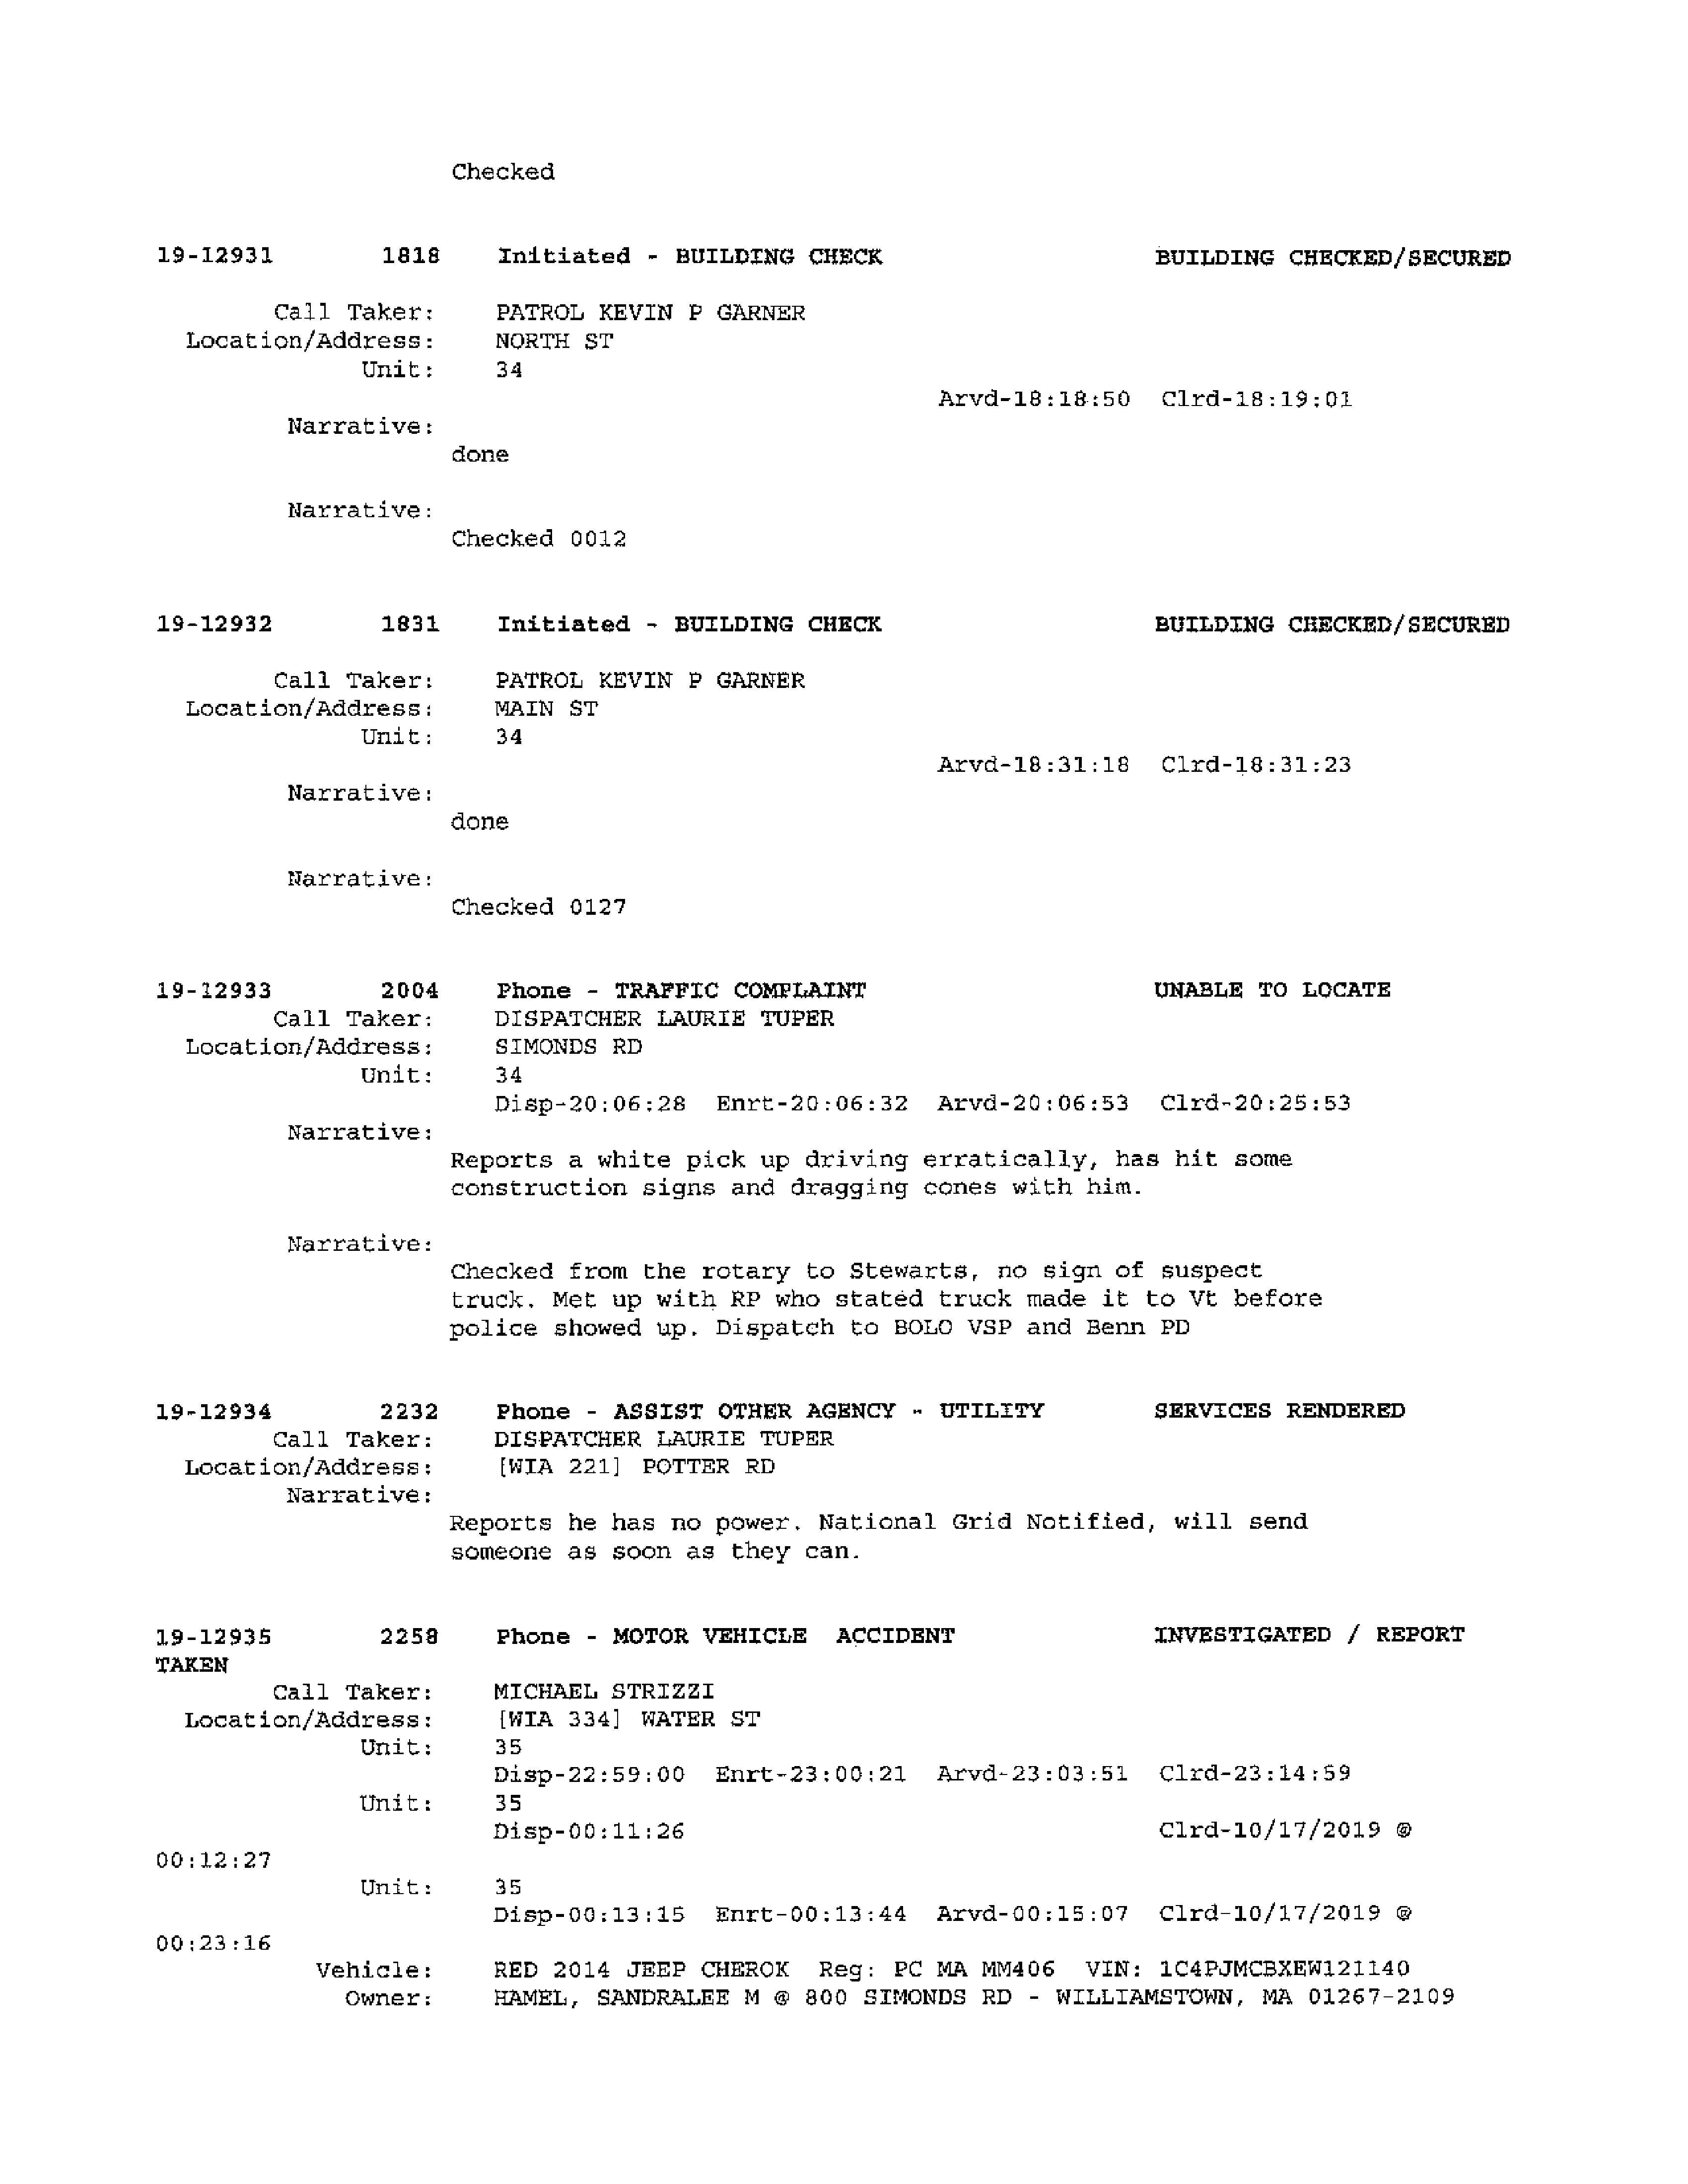 Checked
19-12931 1818 Initiated - BUILDING CHECK BUILDING CHECKED/SECURED
Call Taker: PATROL KEVIN P GARNER
Location/Address: NORTH ST
Unit: 34
Arvd-18:18:50 Clrd-18:19:01
Narrative:
done
Narrative:
Checked 0012
19-12932 1831 Initiated - BUILDING CHECK BUILDING CHECKED/SECURED
Call Taker: PATROL KEVIN P GARNER
Location/Address: MAIN ST
Unit: 34
Arvd-18:31:18 Clrd-18:31:23
Narrative:
done
Narrative:
Checked 0127
19-12933 2004 Phone - TRAFFIC COMPLAINT UNABLE TO LOCATE
Call Taker: DISPATCHER LAURIE TUPER
Location/Address: SIMONDS RD
Unit: 34
Disp-20:06:28 Enrt-20:06:32 Arvd-20:06:53 Clrd-20:25:53
Narrative:
Reports a white pick up driving erratically, has hit some
construction signs and dragging cones with him.
Narrative:
Checked from the rotary to Stewarts, no sign of suspect
truck. Met up with RP who stated truck made it to Vt before
police showed up. Dispatch to BOLO VSP and Benn PD
19-12934 2232 Phone - ASSIST OTHER AGENCY - UTILITY SERVICES RENDERED
Call Taker: DISPATCHER LAURIE TUPER
Location/Address: [WIA 221] POTTER RD
Narrative:
Reports he has no power. National Grid Notified, will send
someone as soon as they can.
19-12935 2258 Phone - MOTOR VEHICLE ACCIDENT INVESTIGATED / REPORT
TAKEN
Call Taker: MICHAEL STRIZZI
Location/Address: [WIA 334] WATER ST
Unit: 35
Disp-22:59:00 Enrt-23:00:21 Arvd-23:03:51 Clrd-23:14:59
Unit: 35
Disp-00:11:26 Clrd-10/17/2019 @
00:12:27
Unit: 35
Disp-00:13:15 Enrt-00:13:44 Arvd-00:15:07 Clrd-10/17/2019 @
00:23:16
Vehicle: RED 2014 JEEP CHEROK Reg: PC MA MM406 VIN: 1C4PJMCBXEW121140
Owner: HAMEL, SANDRALEE M @ 800 SIMONDS RD - WILLIAMSTOWN, MA 01267-2109